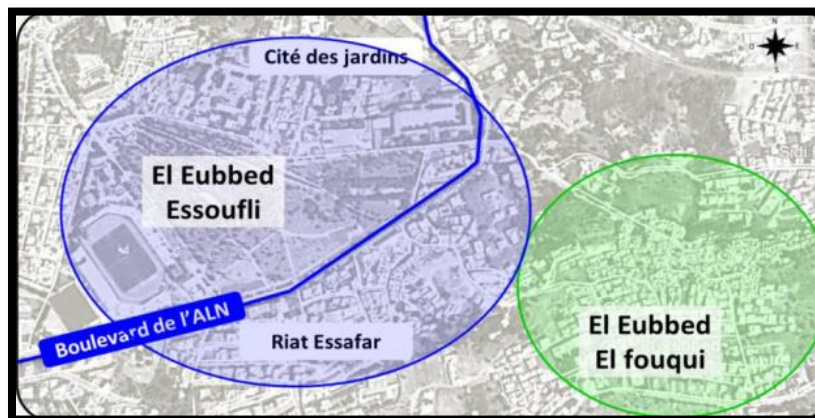 Cité des jardins
El Eubbed
Essoufli
Boulevard de l'ALN
Riat Essafar
El Eubbed
El fouqui